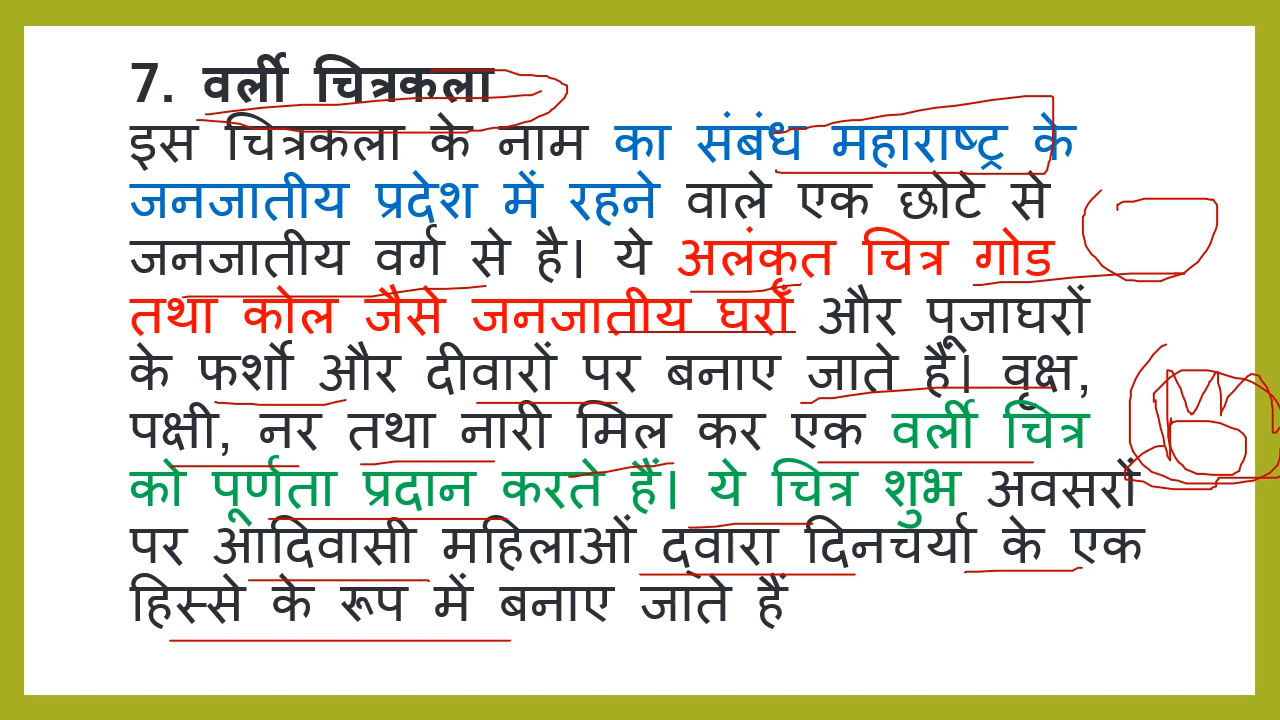 7. वर्ली चित्रकला
इस चित्रकला के नाम का संबंध महाराष्ट्र के
जनजातीय प्रदेश में रहने वाले एक छोटे से
जनजातीय वर्ग से है। ये अलंकृत चित्र गोड
तथा कोल जैसे जनजातीय घरों और पूजाघरों
के फर्शो और दीवारों पर बनाए जाते हैं। वृक्ष,
पक्षी, नर तथा नारी मिल कर एक वर्ली चित्र
को पूर्णता प्रदान करते हैं। ये चित्र शुभ अवसरों
पर आदिवासी महिलाओं द्वारा दिनचर्या के एक
हिस्से के रूप में बनाए जाते हैं